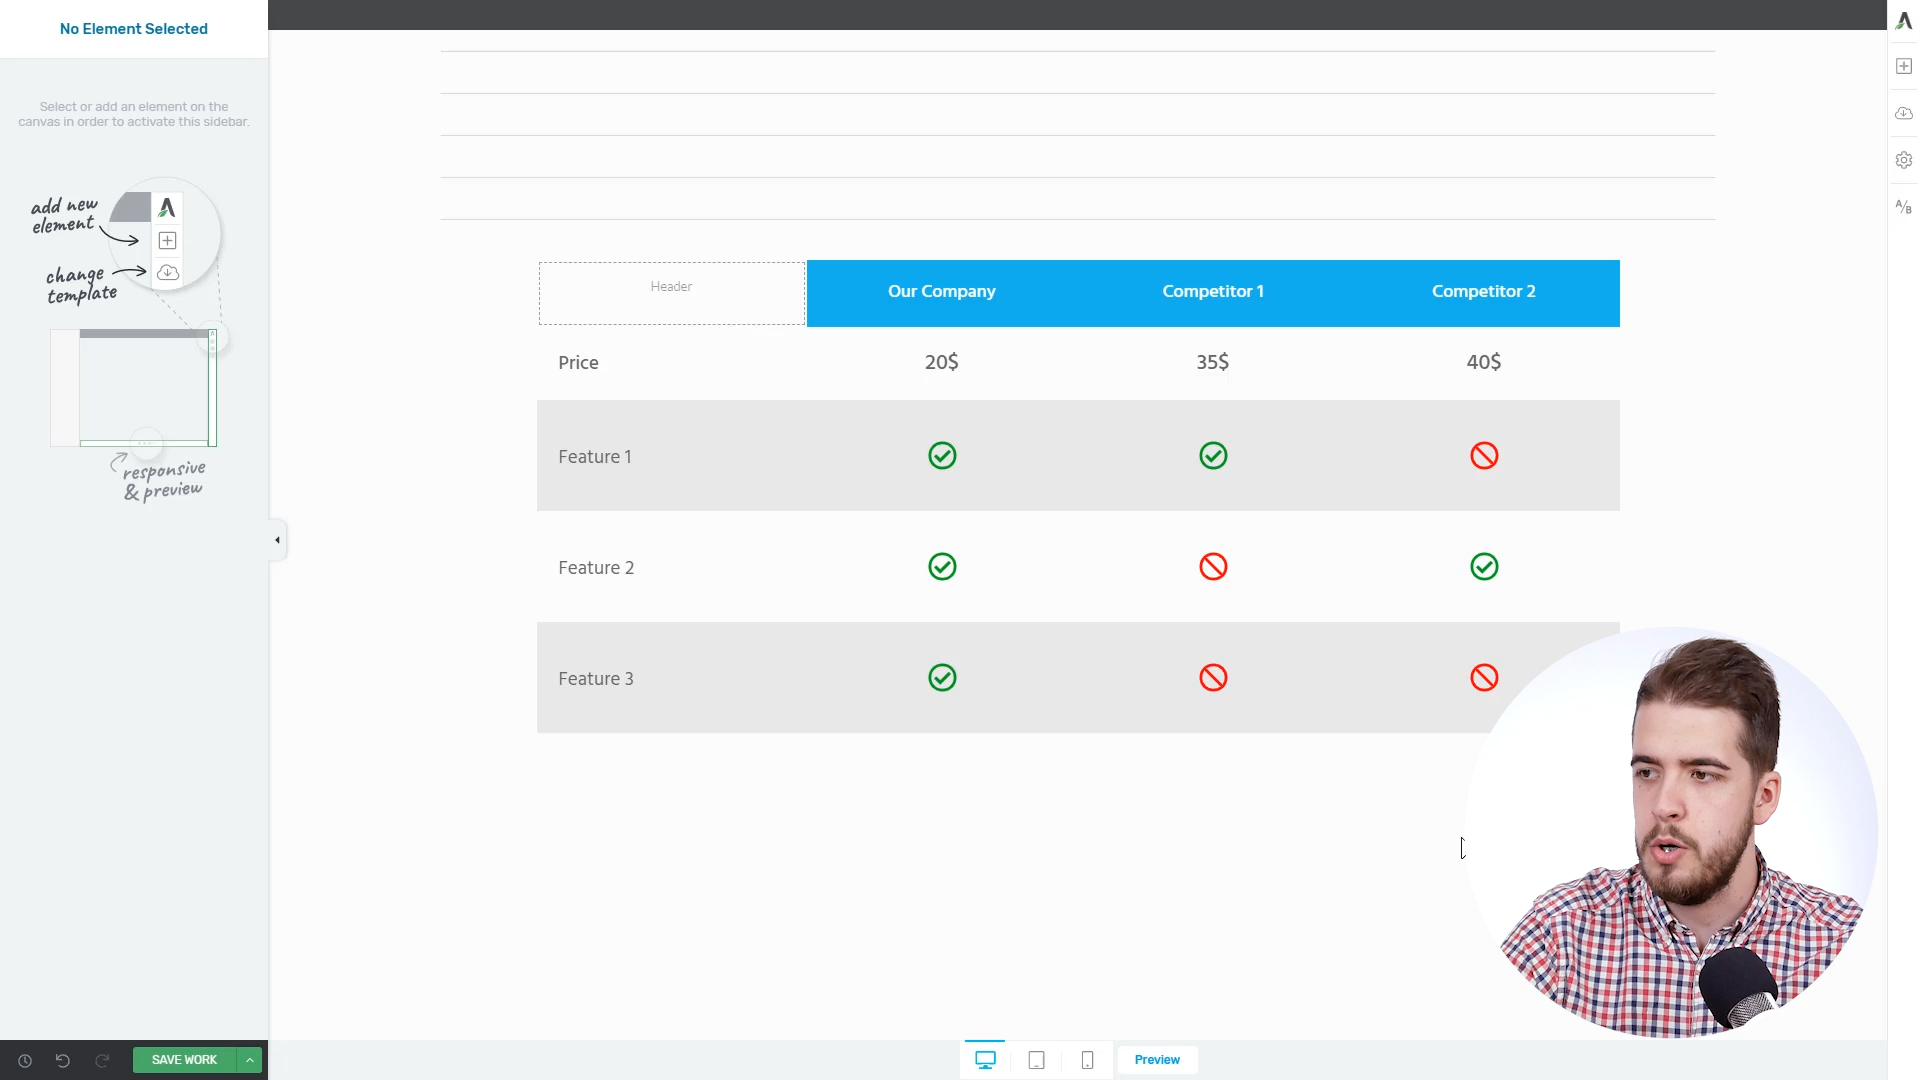 No Element Selected
Select or add an element on the
canvas in order to activate this sidebar.
add new
element
change
template
responsive
& preview
Header
Our Company
Competitor 1
Competitor 2
Price
20$
35$
40$
Feature 1
Feature 2
Feature 3
A/B
SAVE WORK
Preview